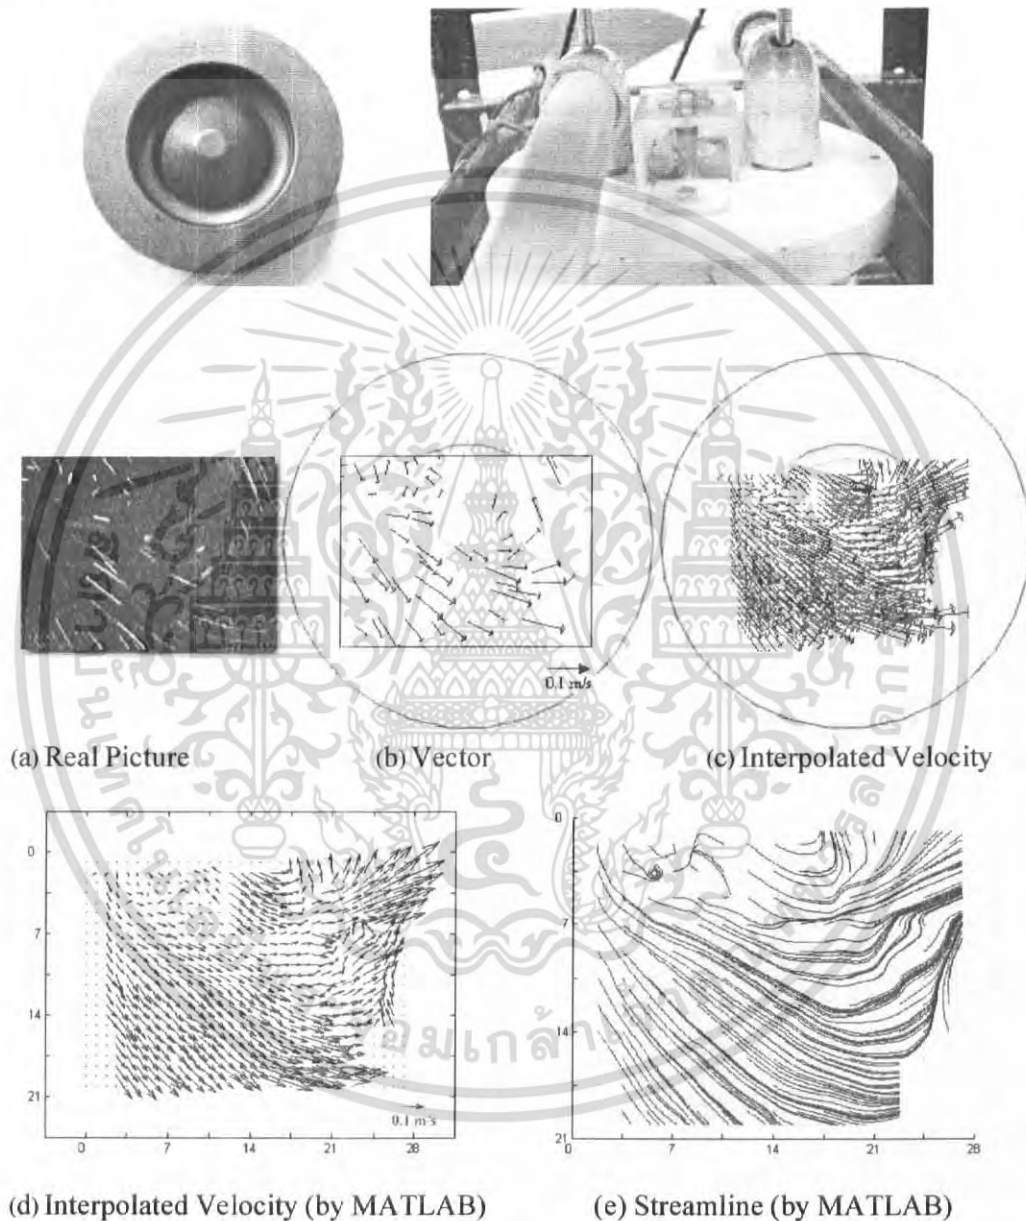 0.1 m/s
(a) Real Picture
(b) Vector
(c) Interpolated Velocity
0
7
14
21
0.1 m/s
0 7 14 21 28
0
7
14
21
7 14 21 28
(d) Interpolated Velocity (by MATLAB)
(e) Streamline (by MATLAB)